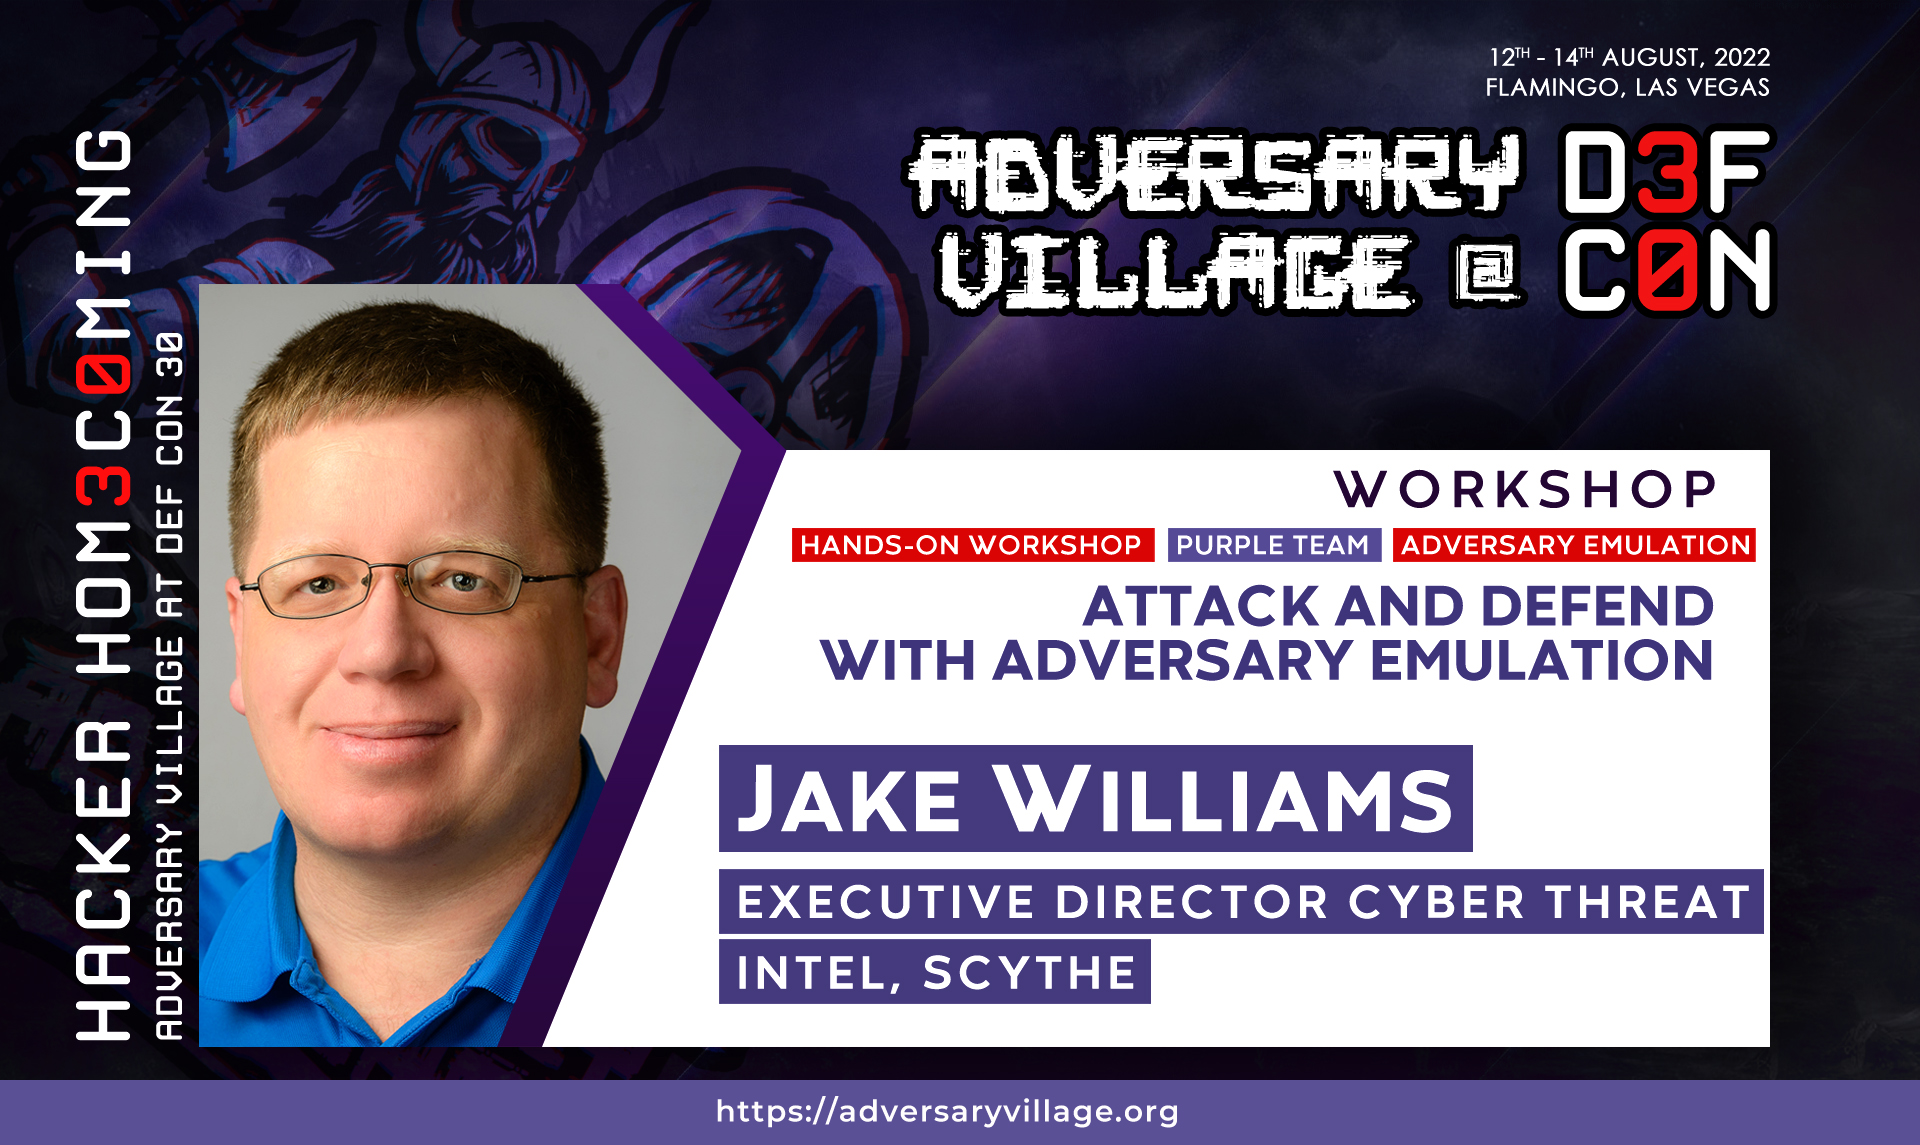 12TH - 14TH AUGUST, 2022
FLAMINGO, LAS VEGAS
ADVERSARY D3F
VILLAGE @ C0N
HACKER HOM3C0MING
ADVERSARY VILLAGE AT DEF CON 30
WORKSHOP
HANDS-ON WORKSHOP PURPLE TEAM ADVERSARY EMULATION
ATTACK AND DEFEND
WITH ADVERSARY EMULATION
JAKE WILLIAMS
EXECUTIVE DIRECTOR CYBER THREAT
INTEL, SCYTHE
https://adversaryvillage.org